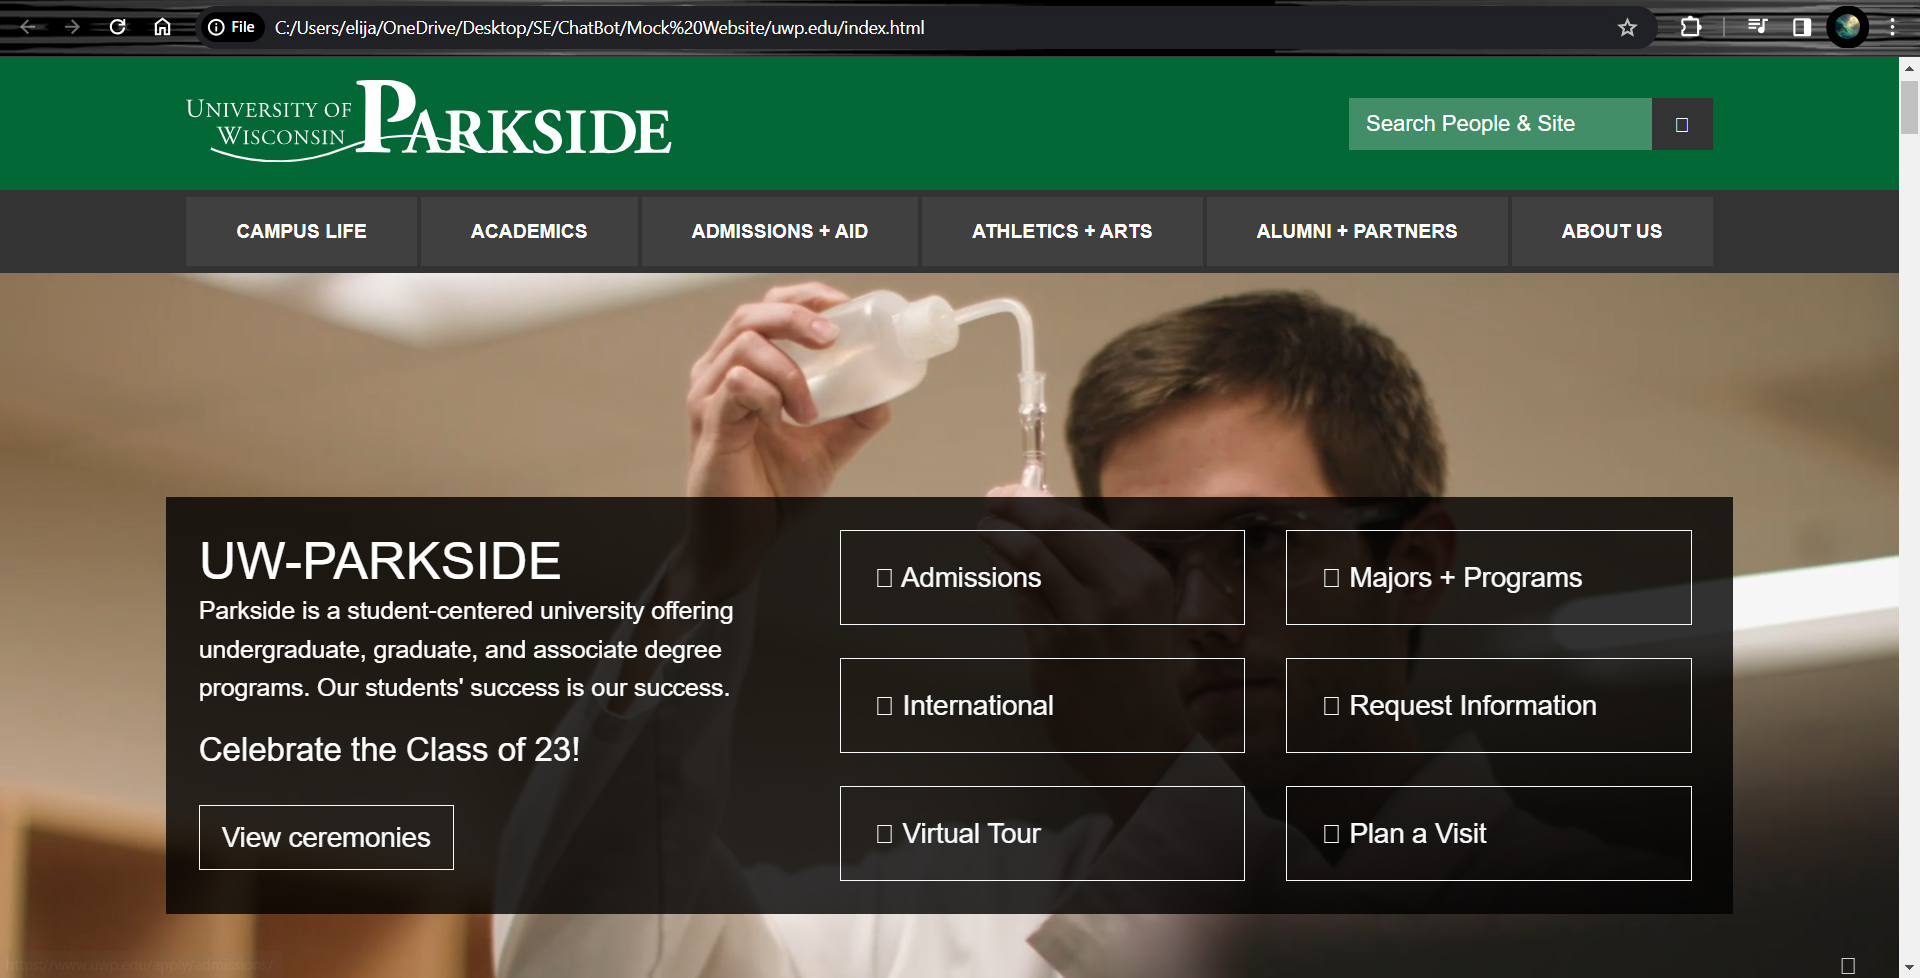 File
C:/Users/elija/OneDrive/Desktop/SE/ChatBot/Mock%20Website/uwp.edu/index.html
UNIVERSITY OF
WISCONSIN
PARKSIDE
Search People & Site
CAMPUS LIFE
ACADEMICS
ADMISSIONS + AID
ATHLETICS + ARTS
ALUMNI + PARTNERS
ABOUT US
UW-PARKSIDE
Parkside is a student-centered university offering
undergraduate, graduate, and associate degree
programs. Our students' success is our success.
Celebrate the Class of 23!
View ceremonies
Admissions
Majors + Programs
International
Request Information
Virtual Tour
Plan a Visit
https://www.uwp.edu/apply/admissions/